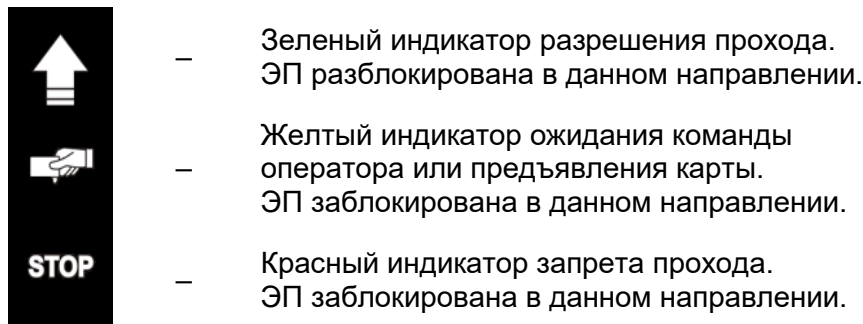 – Зеленый индикатор разрешения прохода.
ЭП разблокирована в данном направлении.
Желтый индикатор ожидания команды
– оператора или предъявления карты.
ЭП заблокирована в данном направлении.
STOP – Красный индикатор запрета прохода.
ЭП заблокирована в данном направлении.